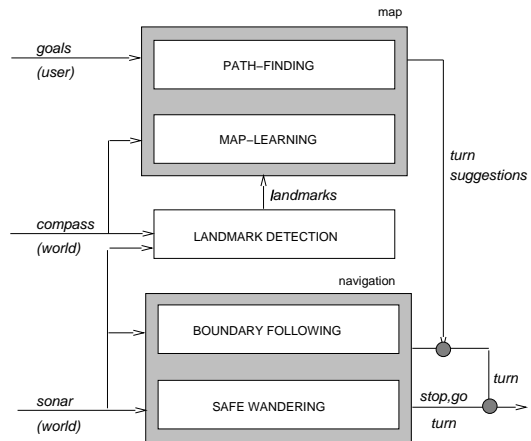 map
goals
(user)
PATH–FINDING
MAP–LEARNING
turn
suggestions
landmarks
compass
(world)
LANDMARK DETECTION
navigation
BOUNDARY FOLLOWING
turn
sonar
(world)
SAFE WANDERING
stop,go
turn